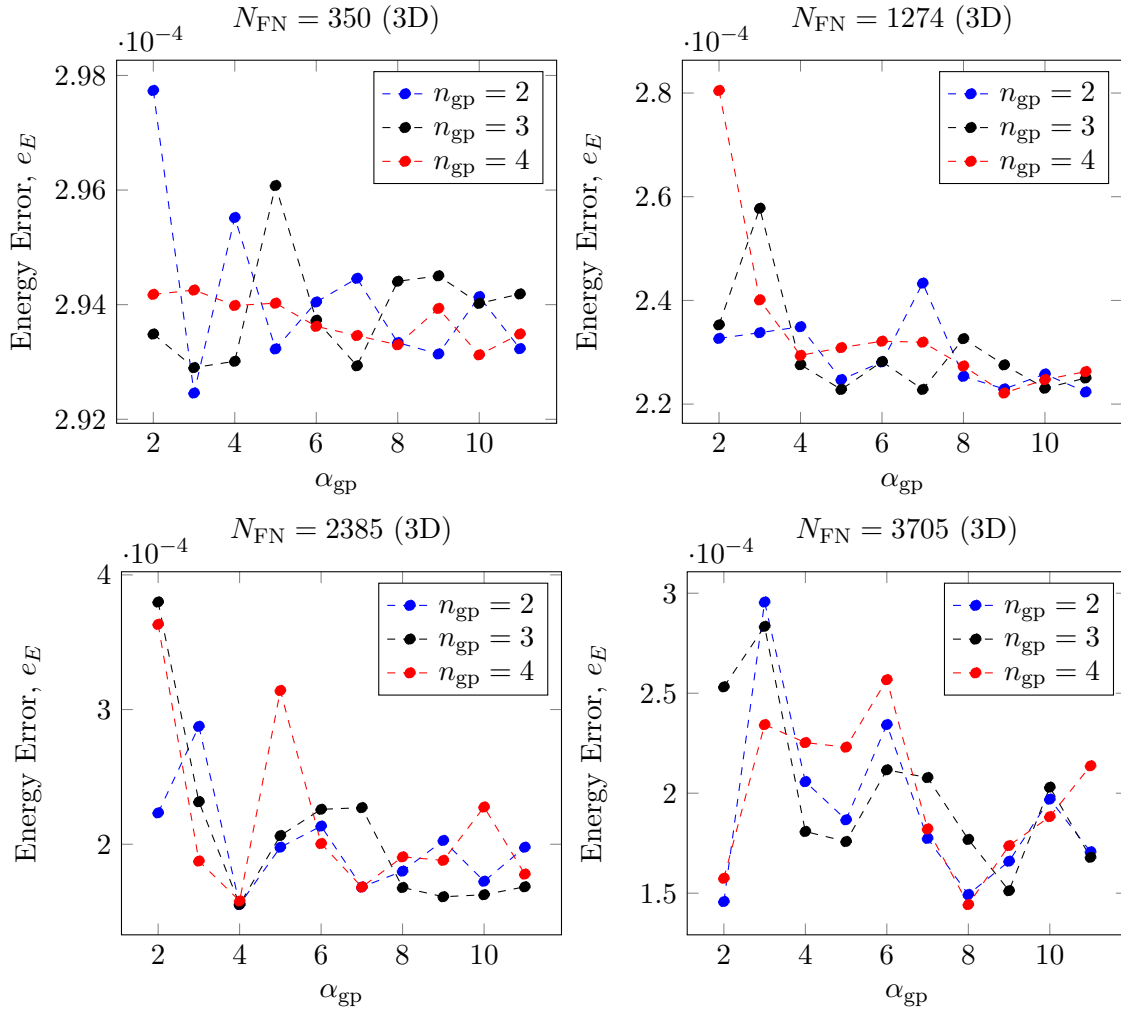 N_FN = 350 (3D)
·10^−4
2.98
2.96
2.94
2.92
Energy Error, e_E
n_gp = 2
n_gp = 3
n_gp = 4
2 4 6 8 10
α_gp
N_FN = 1274 (3D)
·10^−4
2.8
2.6
2.4
2.2
Energy Error, e_E
n_gp = 2
n_gp = 3
n_gp = 4
2 4 6 8 10
α_gp
N_FN = 2385 (3D)
·10^−4
4
3
2
Energy Error, e_E
n_gp = 2
n_gp = 3
n_gp = 4
2 4 6 8 10
α_gp
N_FN = 3705 (3D)
·10^−4
3
2.5
2
1.5
Energy Error, e_E
n_gp = 2
n_gp = 3
n_gp = 4
2 4 6 8 10
α_gp